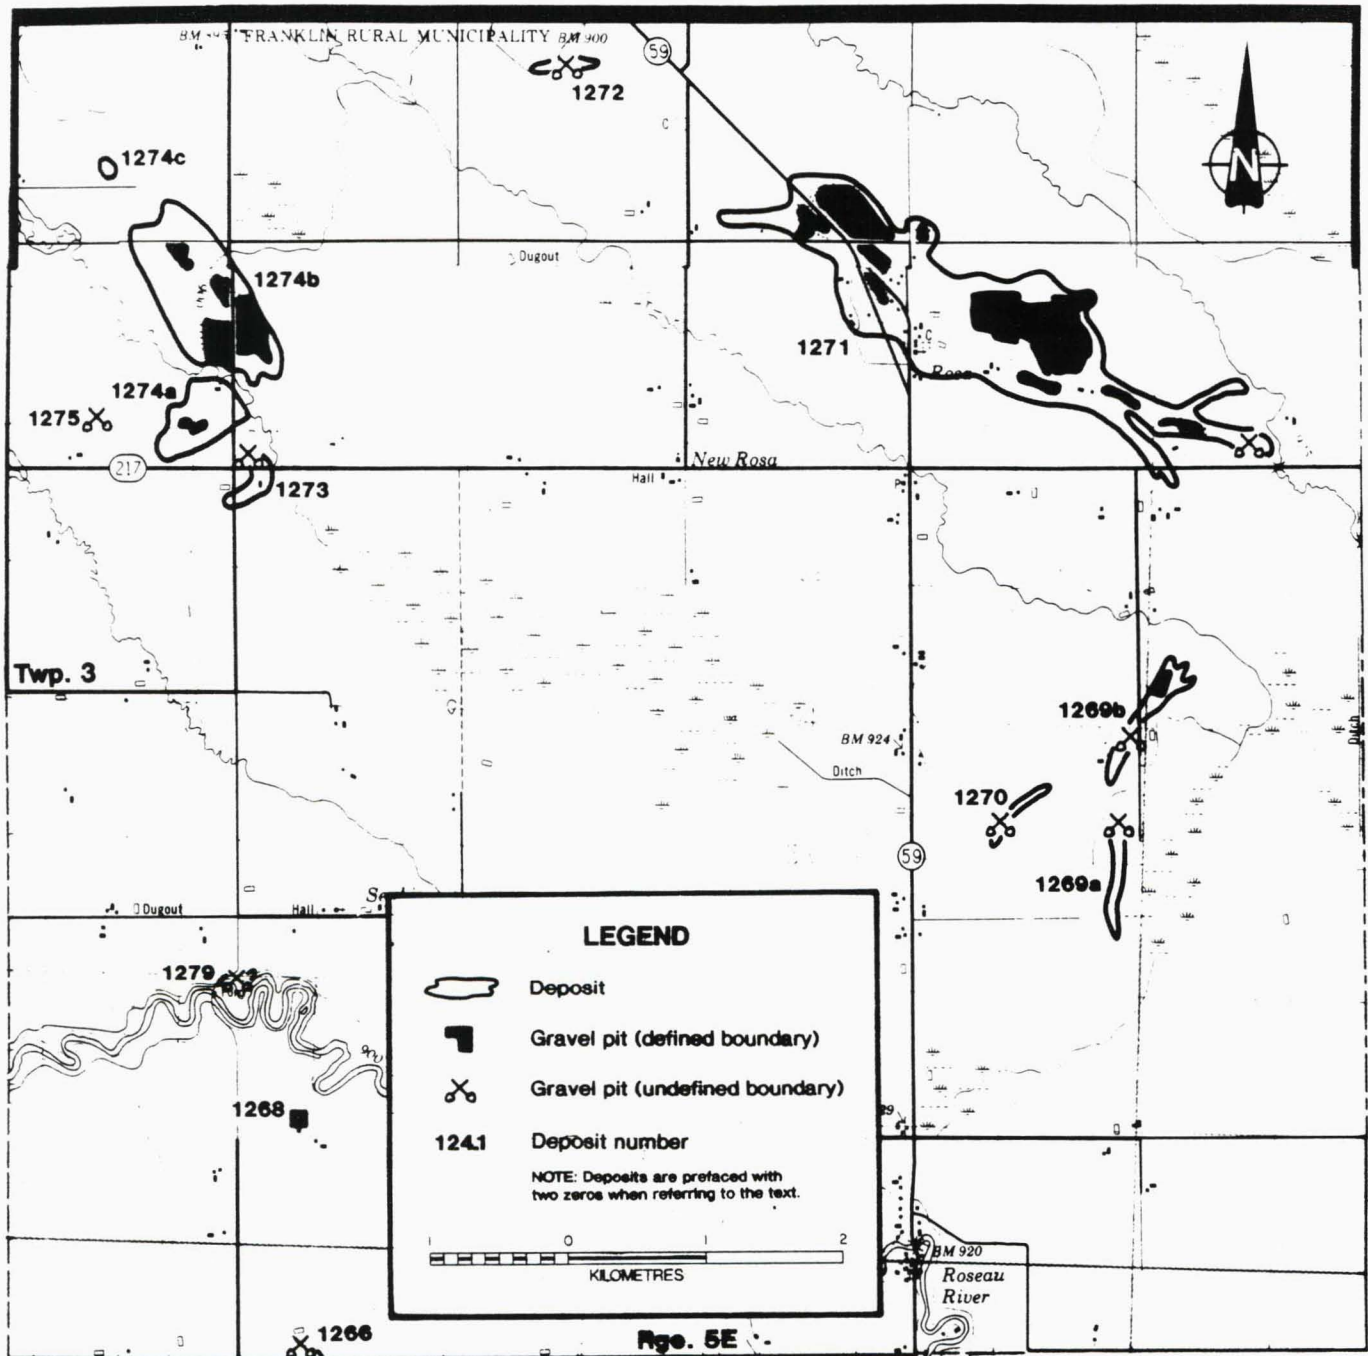 FRANKLIN RURAL MUNICIPALITY BM 900
59
1272
1274c
N
1274b
Dugout
1271
Rosa
1274a
1275
217
New Rosa
Hall
1273
Twp. 3
1269b
BM 924
Ditch
Ditch
1270
59
1269a
Dugout
Hall
1279
900
1268
LEGEND
Deposit
Gravel pit (defined boundary)
Gravel pit (undefined boundary)
124.1 Deposit number
NOTE: Deposits are prefaced with
two zeros when referring to the text.
1 0 1 2
KILOMETRES
BM 920
Roseau
River
1266
Rge. 5E